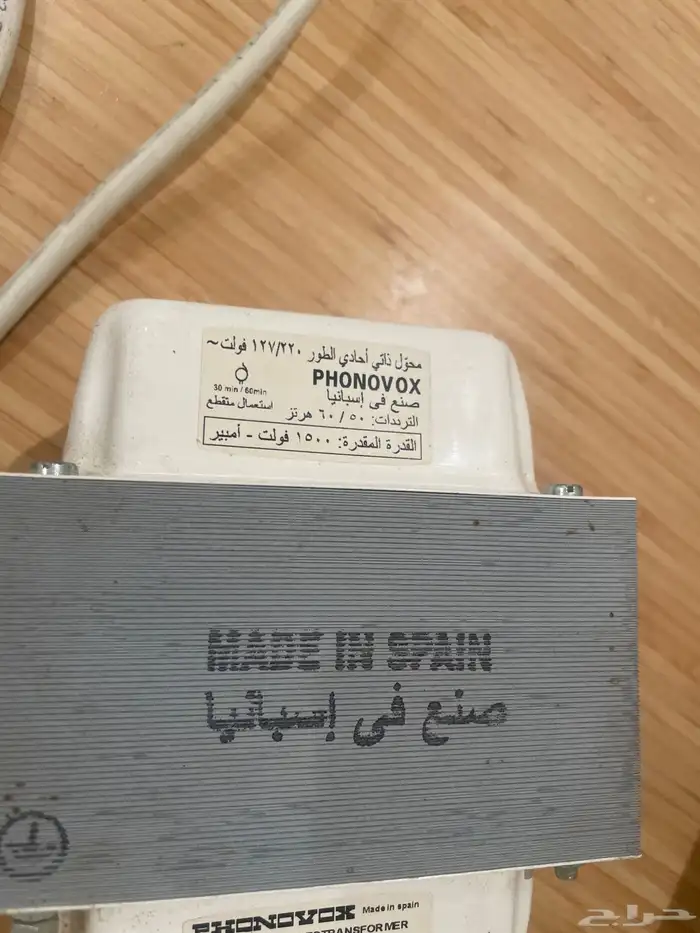 محوّل ذاتي أحادي الطور ١٢٧/٢٢٠ فولت~
PHONOVOX
صنع في إسبانيا
30 min / 60min
الترددات: ٦٠/٥٠ هرتز
استعمال متقطع
القدرة المقدرة: ١٥٠٠ فولت - أمبير
MADE IN SPAIN
صنع في إسبانيا
PHONOVOX Made in spain
TRANSFORMER
حراج